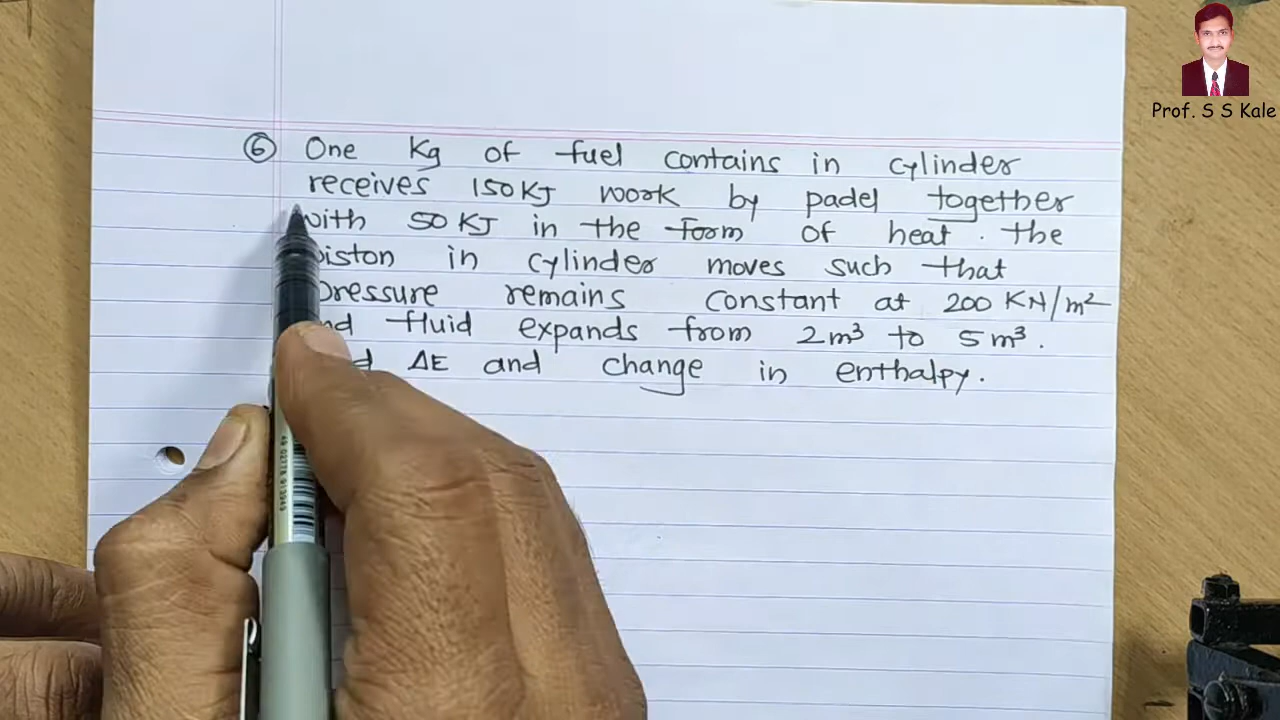 Prof. S S Kale
⑥ One Kg of fuel contains in cylinder
receives 150KJ work by padel together
with 50 KJ in the form of heat. The
piston in cylinder moves such that
pressure remains constant at 200 KN/m²
fluid expands from 2m³ to 5m³.
ΔE and change in enthalpy.